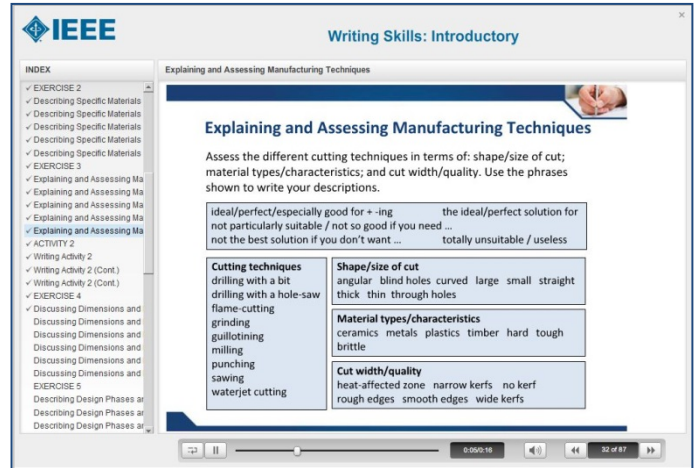 IEEE
Writing Skills: Introductory
INDEX
✓ EXERCISE 2
✓ Describing Specific Materials
✓ Describing Specific Materials
✓ Describing Specific Materials
✓ Describing Specific Materials
✓ Describing Specific Materials
✓ EXERCISE 3
✓ Explaining and Assessing Ma
✓ Explaining and Assessing Ma
✓ Explaining and Assessing Ma
✓ Explaining and Assessing Ma
✓ Explaining and Assessing Ma
✓ ACTIVITY 2
✓ Writing Activity 2
✓ Writing Activity 2 (Cont.)
✓ Writing Activity 2 (Cont.)
✓ EXERCISE 4
✓ Discussing Dimensions and
Discussing Dimensions and
Discussing Dimensions and
Discussing Dimensions and
Discussing Dimensions and
Discussing Dimensions and
EXERCISE 5
Describing Design Phases ar
Describing Design Phases ar
Describing Design Phases ar
Explaining and Assessing Manufacturing Techniques
Explaining and Assessing Manufacturing Techniques
Assess the different cutting techniques in terms of: shape/size of cut;
material types/characteristics; and cut width/quality. Use the phrases
shown to write your descriptions.
ideal/perfect/especially good for + -ing the ideal/perfect solution for
not particularly suitable / not so good if you need ...
not the best solution if you don't want ... totally unsuitable / useless
Cutting techniques
drilling with a bit
drilling with a hole-saw
flame-cutting
grinding
guillotining
milling
punching
sawing
waterjet cutting
Shape/size of cut
angular blind holes curved large small straight
thick thin through holes
Material types/characteristics
ceramics metals plastics timber hard tough
brittle
Cut width/quality
heat-affected zone narrow kerfs no kerf
rough edges smooth edges wide kerfs
0:05/0:16
32 of 87